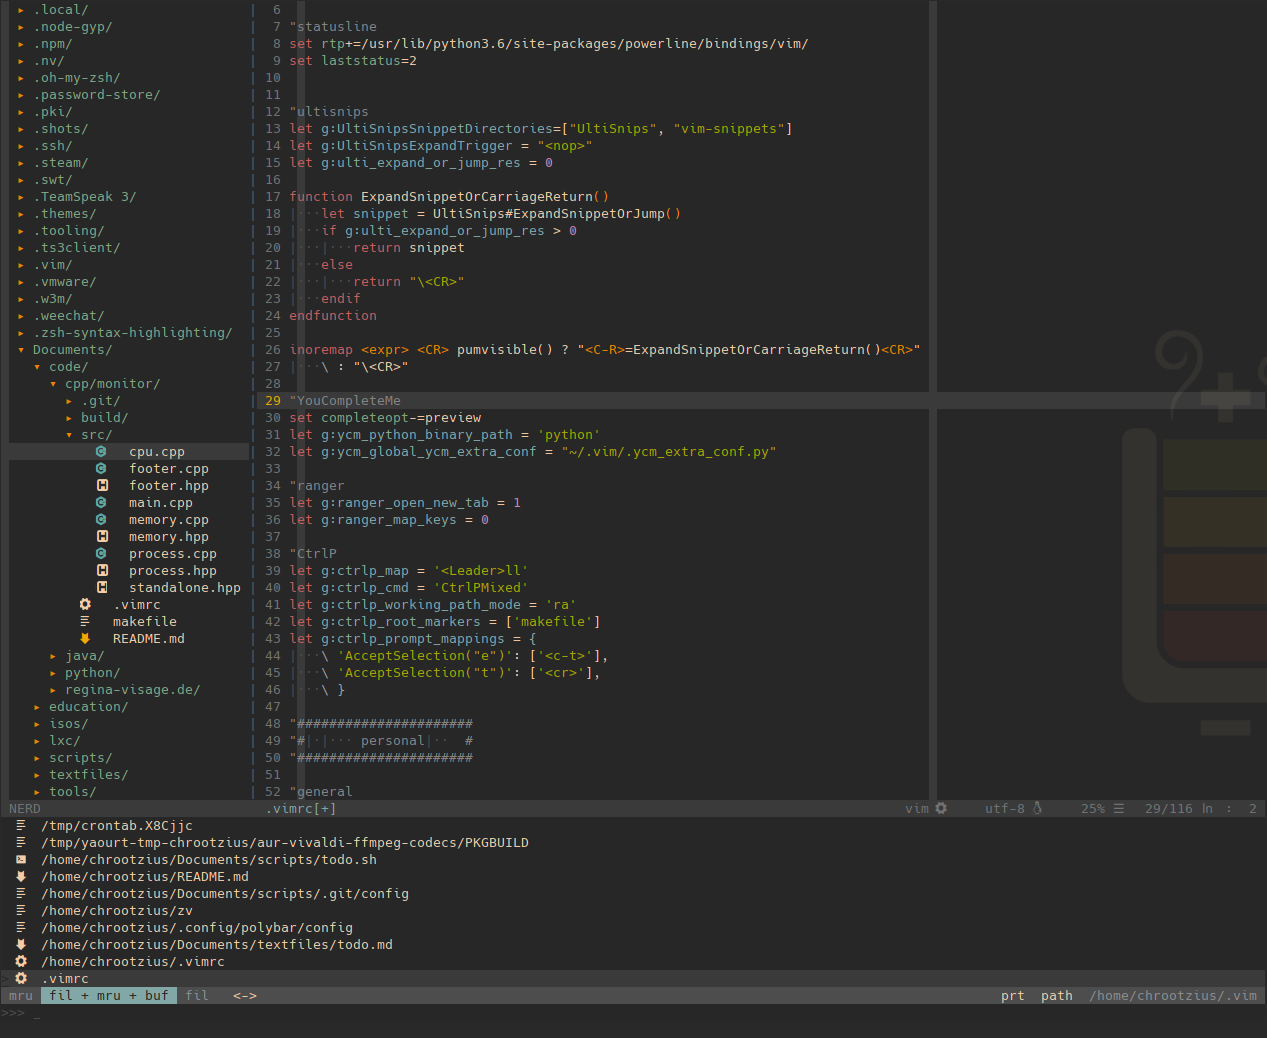 ▸ .local/
▸ .node-gyp/
▸ .npm/
▸ .nv/
▸ .oh-my-zsh/
▸ .password-store/
▸ .pki/
▸ .shots/
▸ .ssh/
▸ .steam/
▸ .swt/
▸ .TeamSpeak 3/
▸ .themes/
▸ .tooling/
▸ .ts3client/
▸ .vim/
▸ .vmware/
▸ .w3m/
▸ .weechat/
▸ .zsh-syntax-highlighting/
▾ Documents/
▾ code/
▾ cpp/monitor/
▸ .git/
▸ build/
▾ src/
cpu.cpp
footer.cpp
footer.hpp
main.cpp
memory.cpp
memory.hpp
process.cpp
process.hpp
standalone.hpp
.vimrc
makefile
README.md
▸ java/
▸ python/
▸ regina-visage.de/
▸ education/
▸ isos/
▸ lxc/
▸ scripts/
▸ textfiles/
▸ tools/
6
7 "statusline
8 set rtp+=/usr/lib/python3.6/site-packages/powerline/bindings/vim/
9 set laststatus=2
10
11
12 "ultisnips
13 let g:UltiSnipsSnippetDirectories=["UltiSnips", "vim-snippets"]
14 let g:UltiSnipsExpandTrigger = "<nop>"
15 let g:ulti_expand_or_jump_res = 0
16
17 function ExpandSnippetOrCarriageReturn()
18 |···let snippet = UltiSnips#ExpandSnippetOrJump()
19 |···if g:ulti_expand_or_jump_res > 0
20 |···|···return snippet
21 |···else
22 |···|···return "\<CR>"
23 |···endif
24 endfunction
25
26 inoremap <expr> <CR> pumvisible() ? "<C-R>=ExpandSnippetOrCarriageReturn()<CR>"
27 |···\ : "\<CR>"
28
29 "YouCompleteMe
30 set completeopt-=preview
31 let g:ycm_python_binary_path = 'python'
32 let g:ycm_global_ycm_extra_conf = "~/.vim/.ycm_extra_conf.py"
33
34 "ranger
35 let g:ranger_open_new_tab = 1
36 let g:ranger_map_keys = 0
37
38 "CtrlP
39 let g:ctrlp_map = '<Leader>ll'
40 let g:ctrlp_cmd = 'CtrlPMixed'
41 let g:ctrlp_working_path_mode = 'ra'
42 let g:ctrlp_root_markers = ['makefile']
43 let g:ctrlp_prompt_mappings = {
44 |···\ 'AcceptSelection("e")': ['<c-t>'],
45 |···\ 'AcceptSelection("t")': ['<cr>'],
46 |···\ }
47
48 "######################
49 "#|·|··· personal|·· #
50 "######################
51
52 "general
NERD .vimrc[+] vim utf-8 25% ☰ 29/116 ln : 2
/tmp/crontab.X8Cjjc
/tmp/yaourt-tmp-chrootzius/aur-vivaldi-ffmpeg-codecs/PKGBUILD
/home/chrootzius/Documents/scripts/todo.sh
/home/chrootzius/README.md
/home/chrootzius/Documents/scripts/.git/config
/home/chrootzius/zv
/home/chrootzius/.config/polybar/config
/home/chrootzius/Documents/textfiles/todo.md
/home/chrootzius/.vimrc
> .vimrc
mru fil + mru + buf fil <-> prt path /home/chrootzius/.vim
>>> _